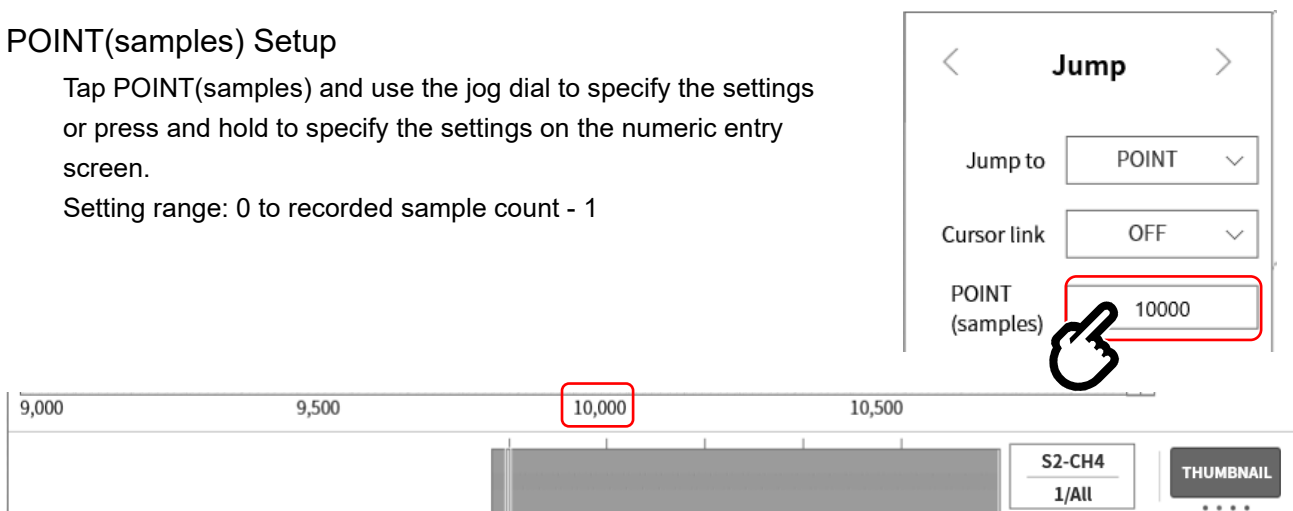 POINT(samples) Setup
Tap POINT(samples) and use the jog dial to specify the settings
or press and hold to specify the settings on the numeric entry
screen.
Setting range: 0 to recorded sample count - 1
Jump
Jump to POINT
Cursor link OFF
POINT
(samples)
10000
9,000 9,500 10,000 10,500
S2-CH4
1/All
THUMBNAIL